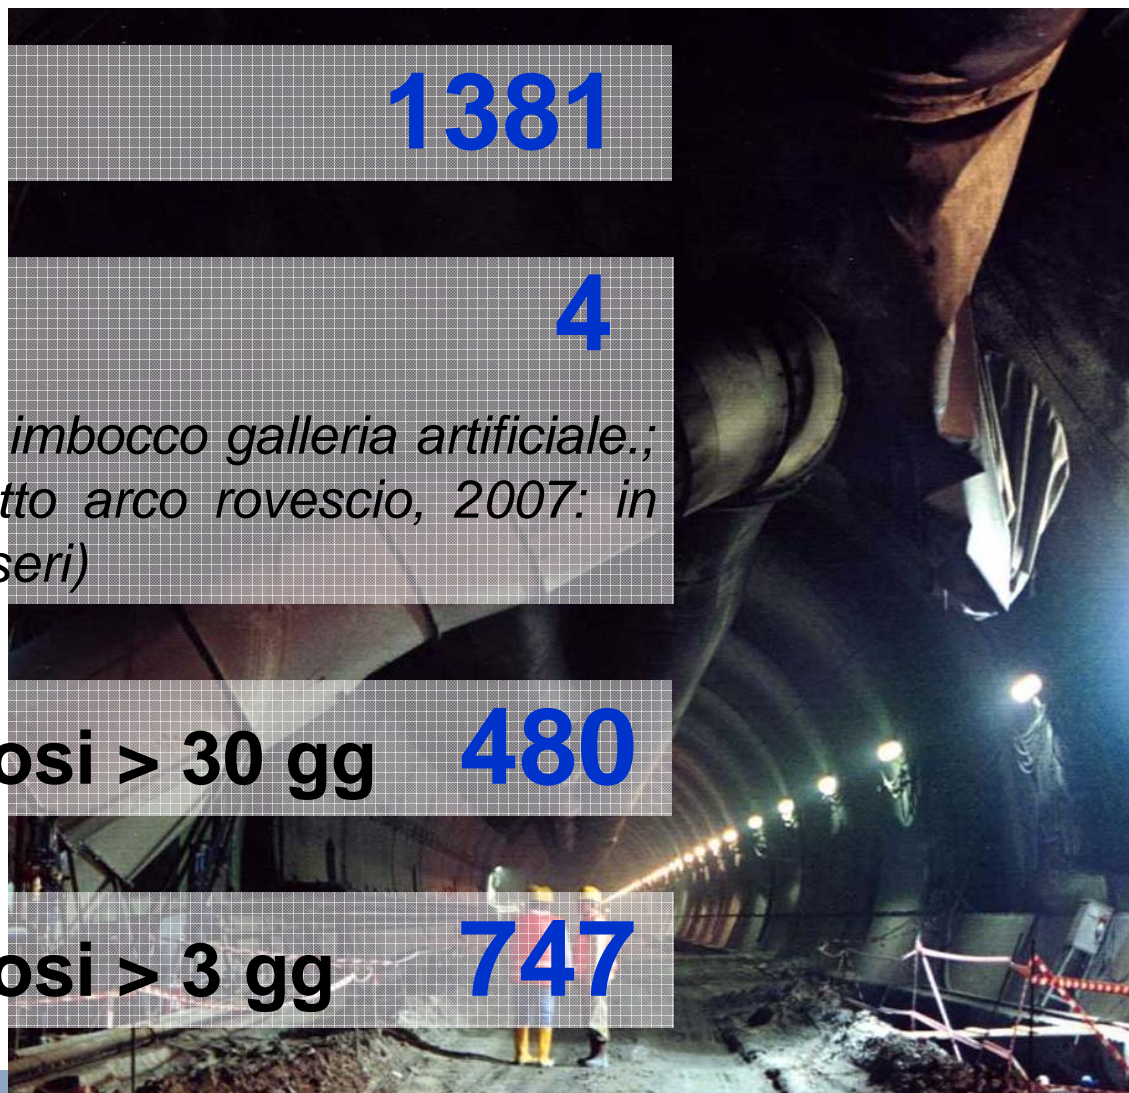 1381
4
imbocco galleria artificiale.;
tto arco rovescio, 2007: in
seri)
osi > 30 gg 480
osi > 3 gg 747